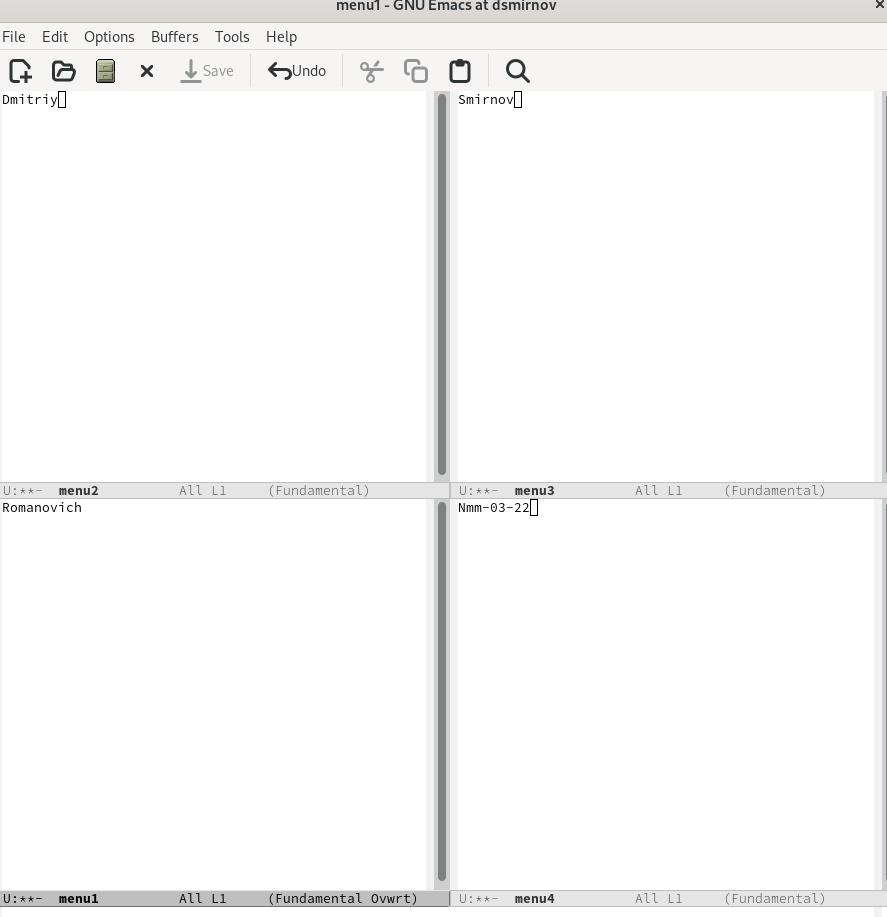 menu1 - GNU Emacs at dsmirnov
File Edit Options Buffers Tools Help
Save Undo
Dmitriy
Smirnov
U:**- menu2 All L1 (Fundamental)
U:**- menu3 All L1 (Fundamental)
Romanovich
Nmm-03-22
U:**- menu1 All L1 (Fundamental Ovwrt)
U:**- menu4 All L1 (Fundamental)